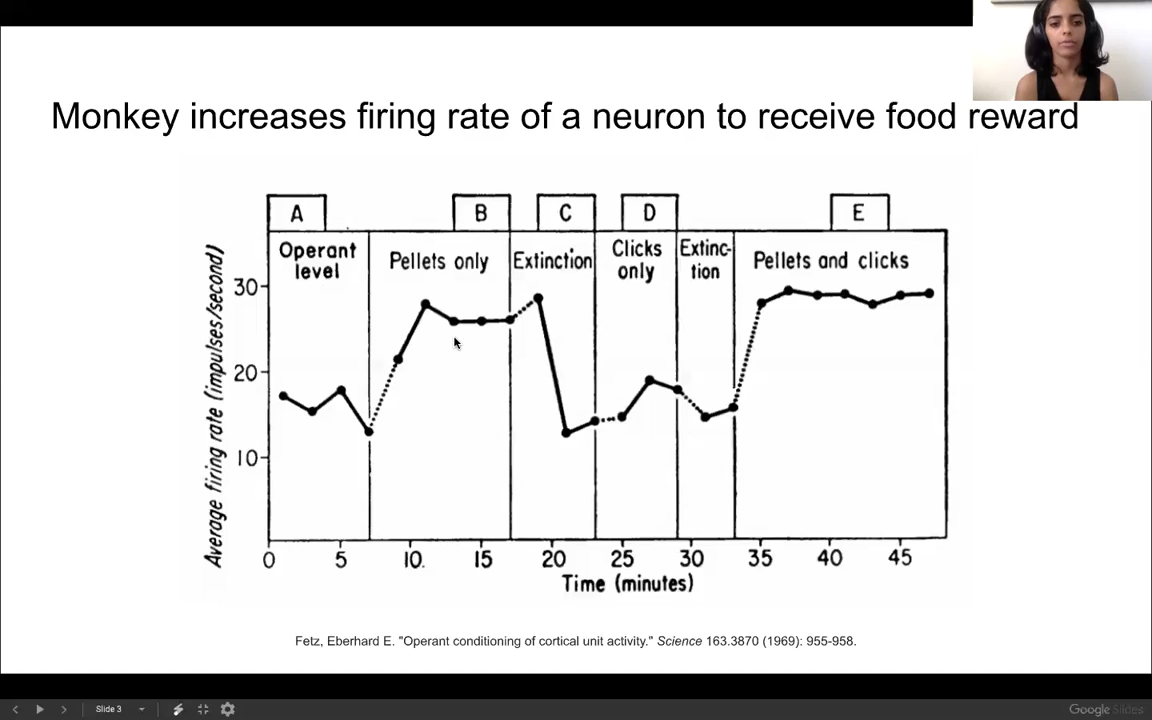 Monkey increases firing rate of a neuron to receive food reward
A B C D E
Operant
level
Pellets only
Extinction
Clicks
only
Extinc-
tion
Pellets and clicks
Average firing rate (impulses/second)
30
20
10
0 5 10. 15 20 25 30 35 40 45
Time (minutes)
Fetz, Eberhard E. "Operant conditioning of cortical unit activity." Science 163.3870 (1969): 955-958.
Slide 3
Google Slides